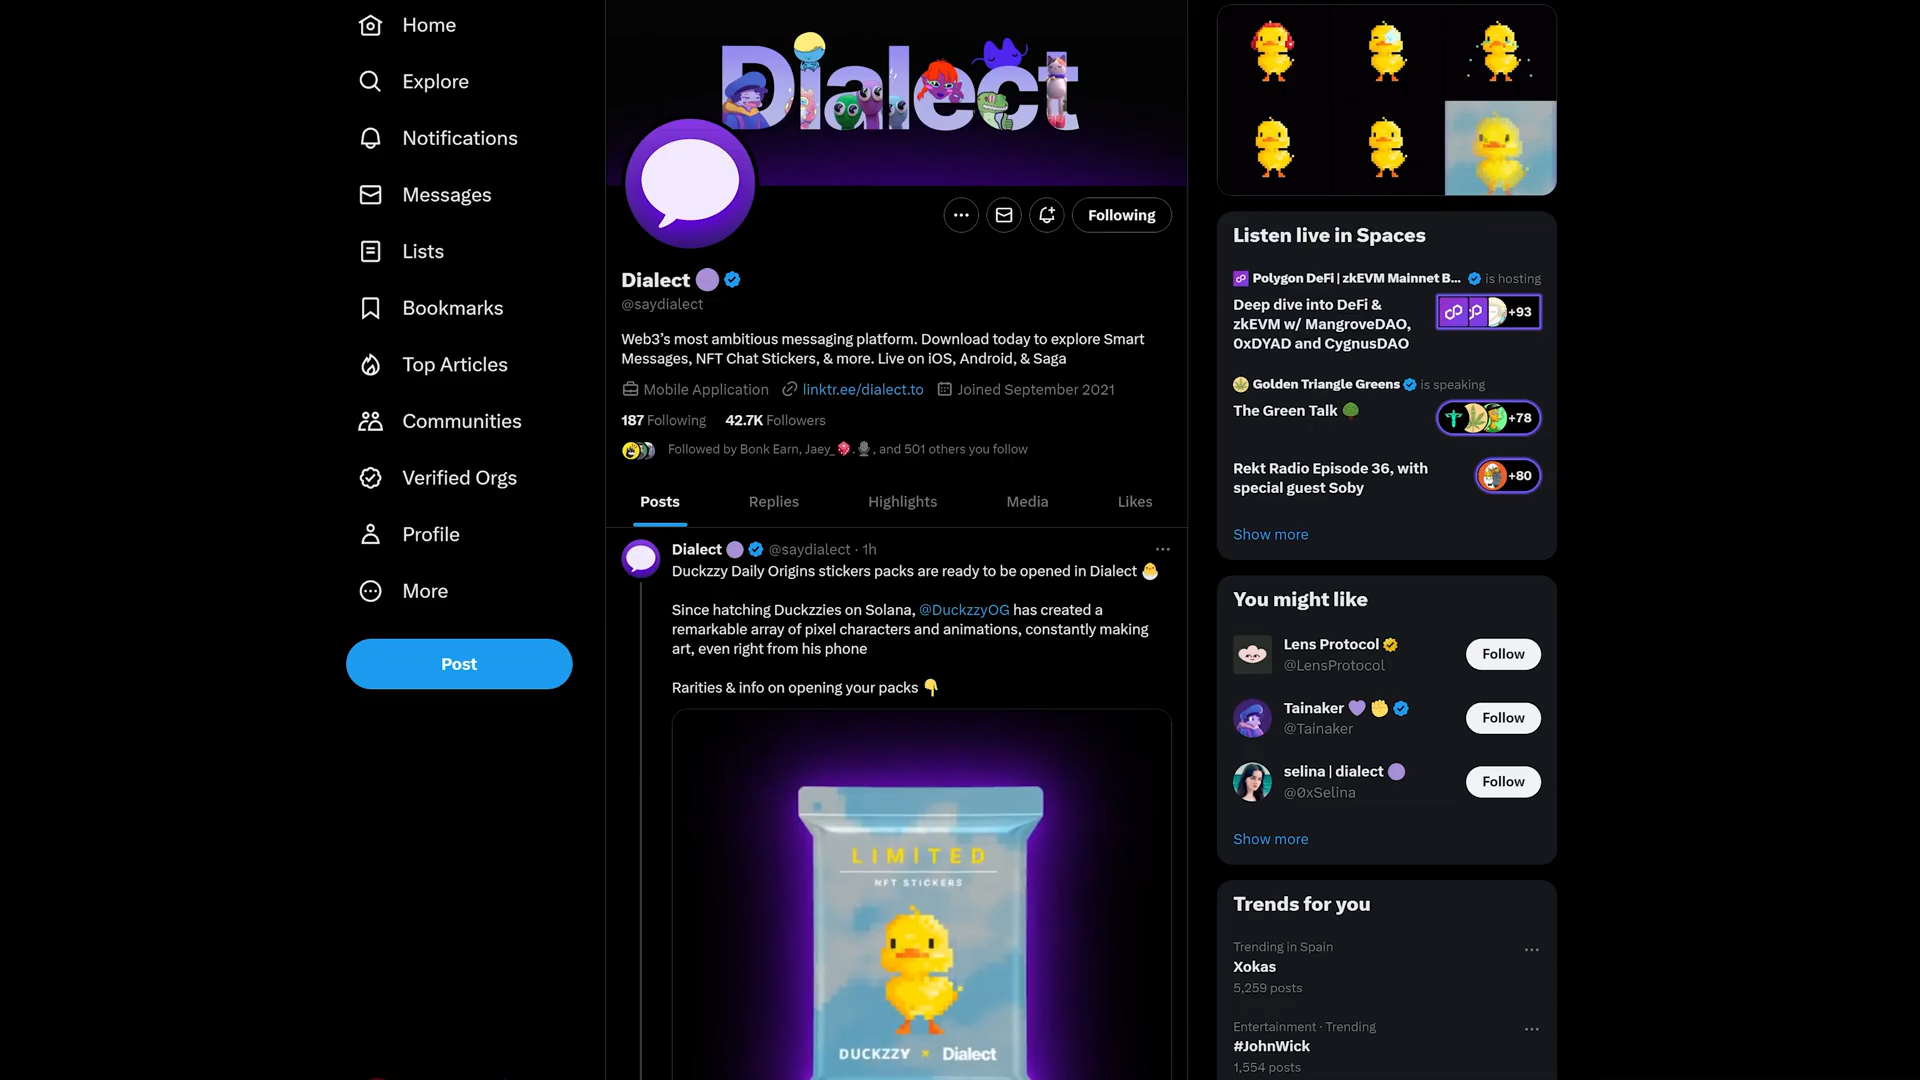 Home
Explore
Notifications
Messages
Lists
Bookmarks
Top Articles
Communities
Verified Orgs
Profile
More
Post
Dialect
Following
Dialect
@saydialect
Web3’s most ambitious messaging platform. Download today to explore Smart
Messages, NFT Chat Stickers, & more. Live on iOS, Android, & Saga
Mobile Application linktr.ee/dialect.to Joined September 2021
187 Following 42.7K Followers
Followed by Bonk Earn, Jaey_ . , and 501 others you follow
Posts Replies Highlights Media Likes
Dialect @saydialect · 1h
Duckzzy Daily Origins stickers packs are ready to be opened in Dialect
Since hatching Duckzzies on Solana, @DuckzzyOG has created a
remarkable array of pixel characters and animations, constantly making
art, even right from his phone
Rarities & info on opening your packs
LIMITED
NFT STICKERS
DUCKZZY × Dialect
Listen live in Spaces
Polygon DeFi | zkEVM Mainnet B... is hosting
Deep dive into DeFi &
zkEVM w/ MangroveDAO,
0xDYAD and CygnusDAO
+93
Golden Triangle Greens is speaking
The Green Talk
+78
Rekt Radio Episode 36, with
special guest Soby
+80
Show more
You might like
Lens Protocol
@LensProtocol
Follow
Tainaker
@Tainaker
Follow
selina | dialect
@0xSelina
Follow
Show more
Trends for you
Trending in Spain
Xokas
5,259 posts
Entertainment · Trending
#JohnWick
1,554 posts